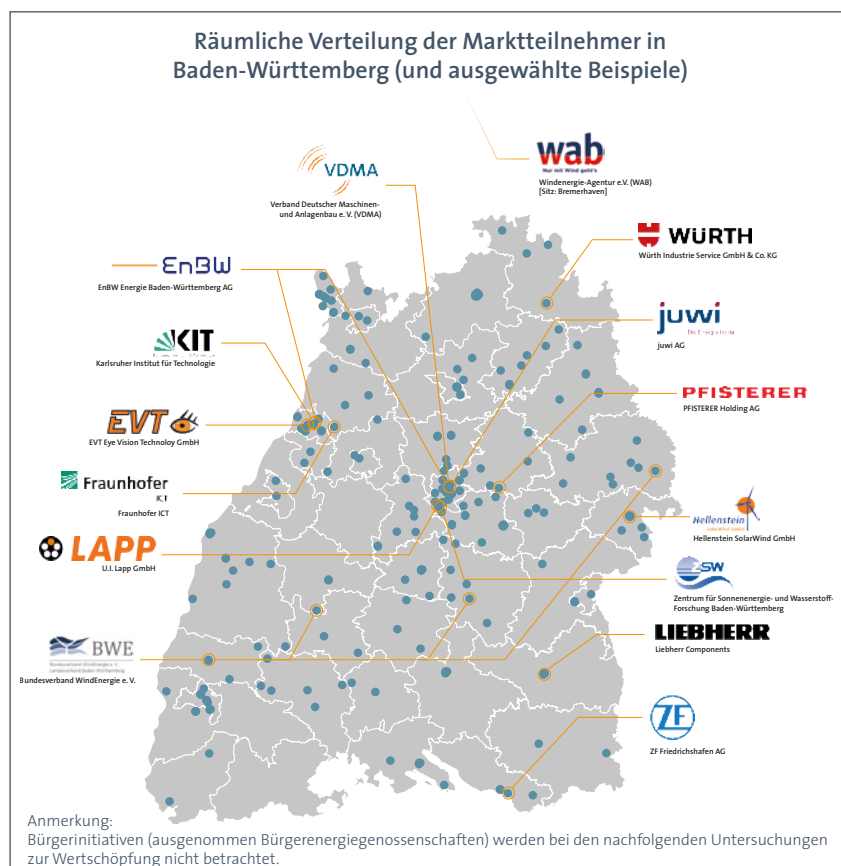 Räumliche Verteilung der Marktteilnehmer in
Baden-Württemberg (und ausgewählte Beispiele)
wab
Nur mit Wind geht's
Windenergie-Agentur e.V. (WAB)
[Sitz: Bremerhaven]
VDMA
Verband Deutscher Maschinen-
und Anlagenbau e. V. (VDMA)
WÜRTH
Würth Industrie Service GmbH & Co. KG
EnBW
EnBW Energie Baden-Württemberg AG
juwi
juwi AG
KIT
Karlsruher Institut für Technologie
PFISTERER
PFISTERER Holding AG
EVT
EVT Eye Vision Technoloy GmbH
Fraunhofer
ICT
Fraunhofer ICT
Hellenstein
Hellenstein SolarWind GmbH
LAPP
U.I. Lapp GmbH
ZSW
Zentrum für Sonnenenergie- und Wasserstoff-
Forschung Baden-Württemberg
BWE
Bundesverband WindEnergie e. V.
Landesverband Baden-Württemberg
Bundesverband WindEnergie e. V.
LIEBHERR
Liebherr Components
ZF
ZF Friedrichshafen AG
Anmerkung:
Bürgerinitiativen (ausgenommen Bürgerenergiegenossenschaften) werden bei den nachfolgenden Untersuchungen
zur Wertschöpfung nicht betrachtet.